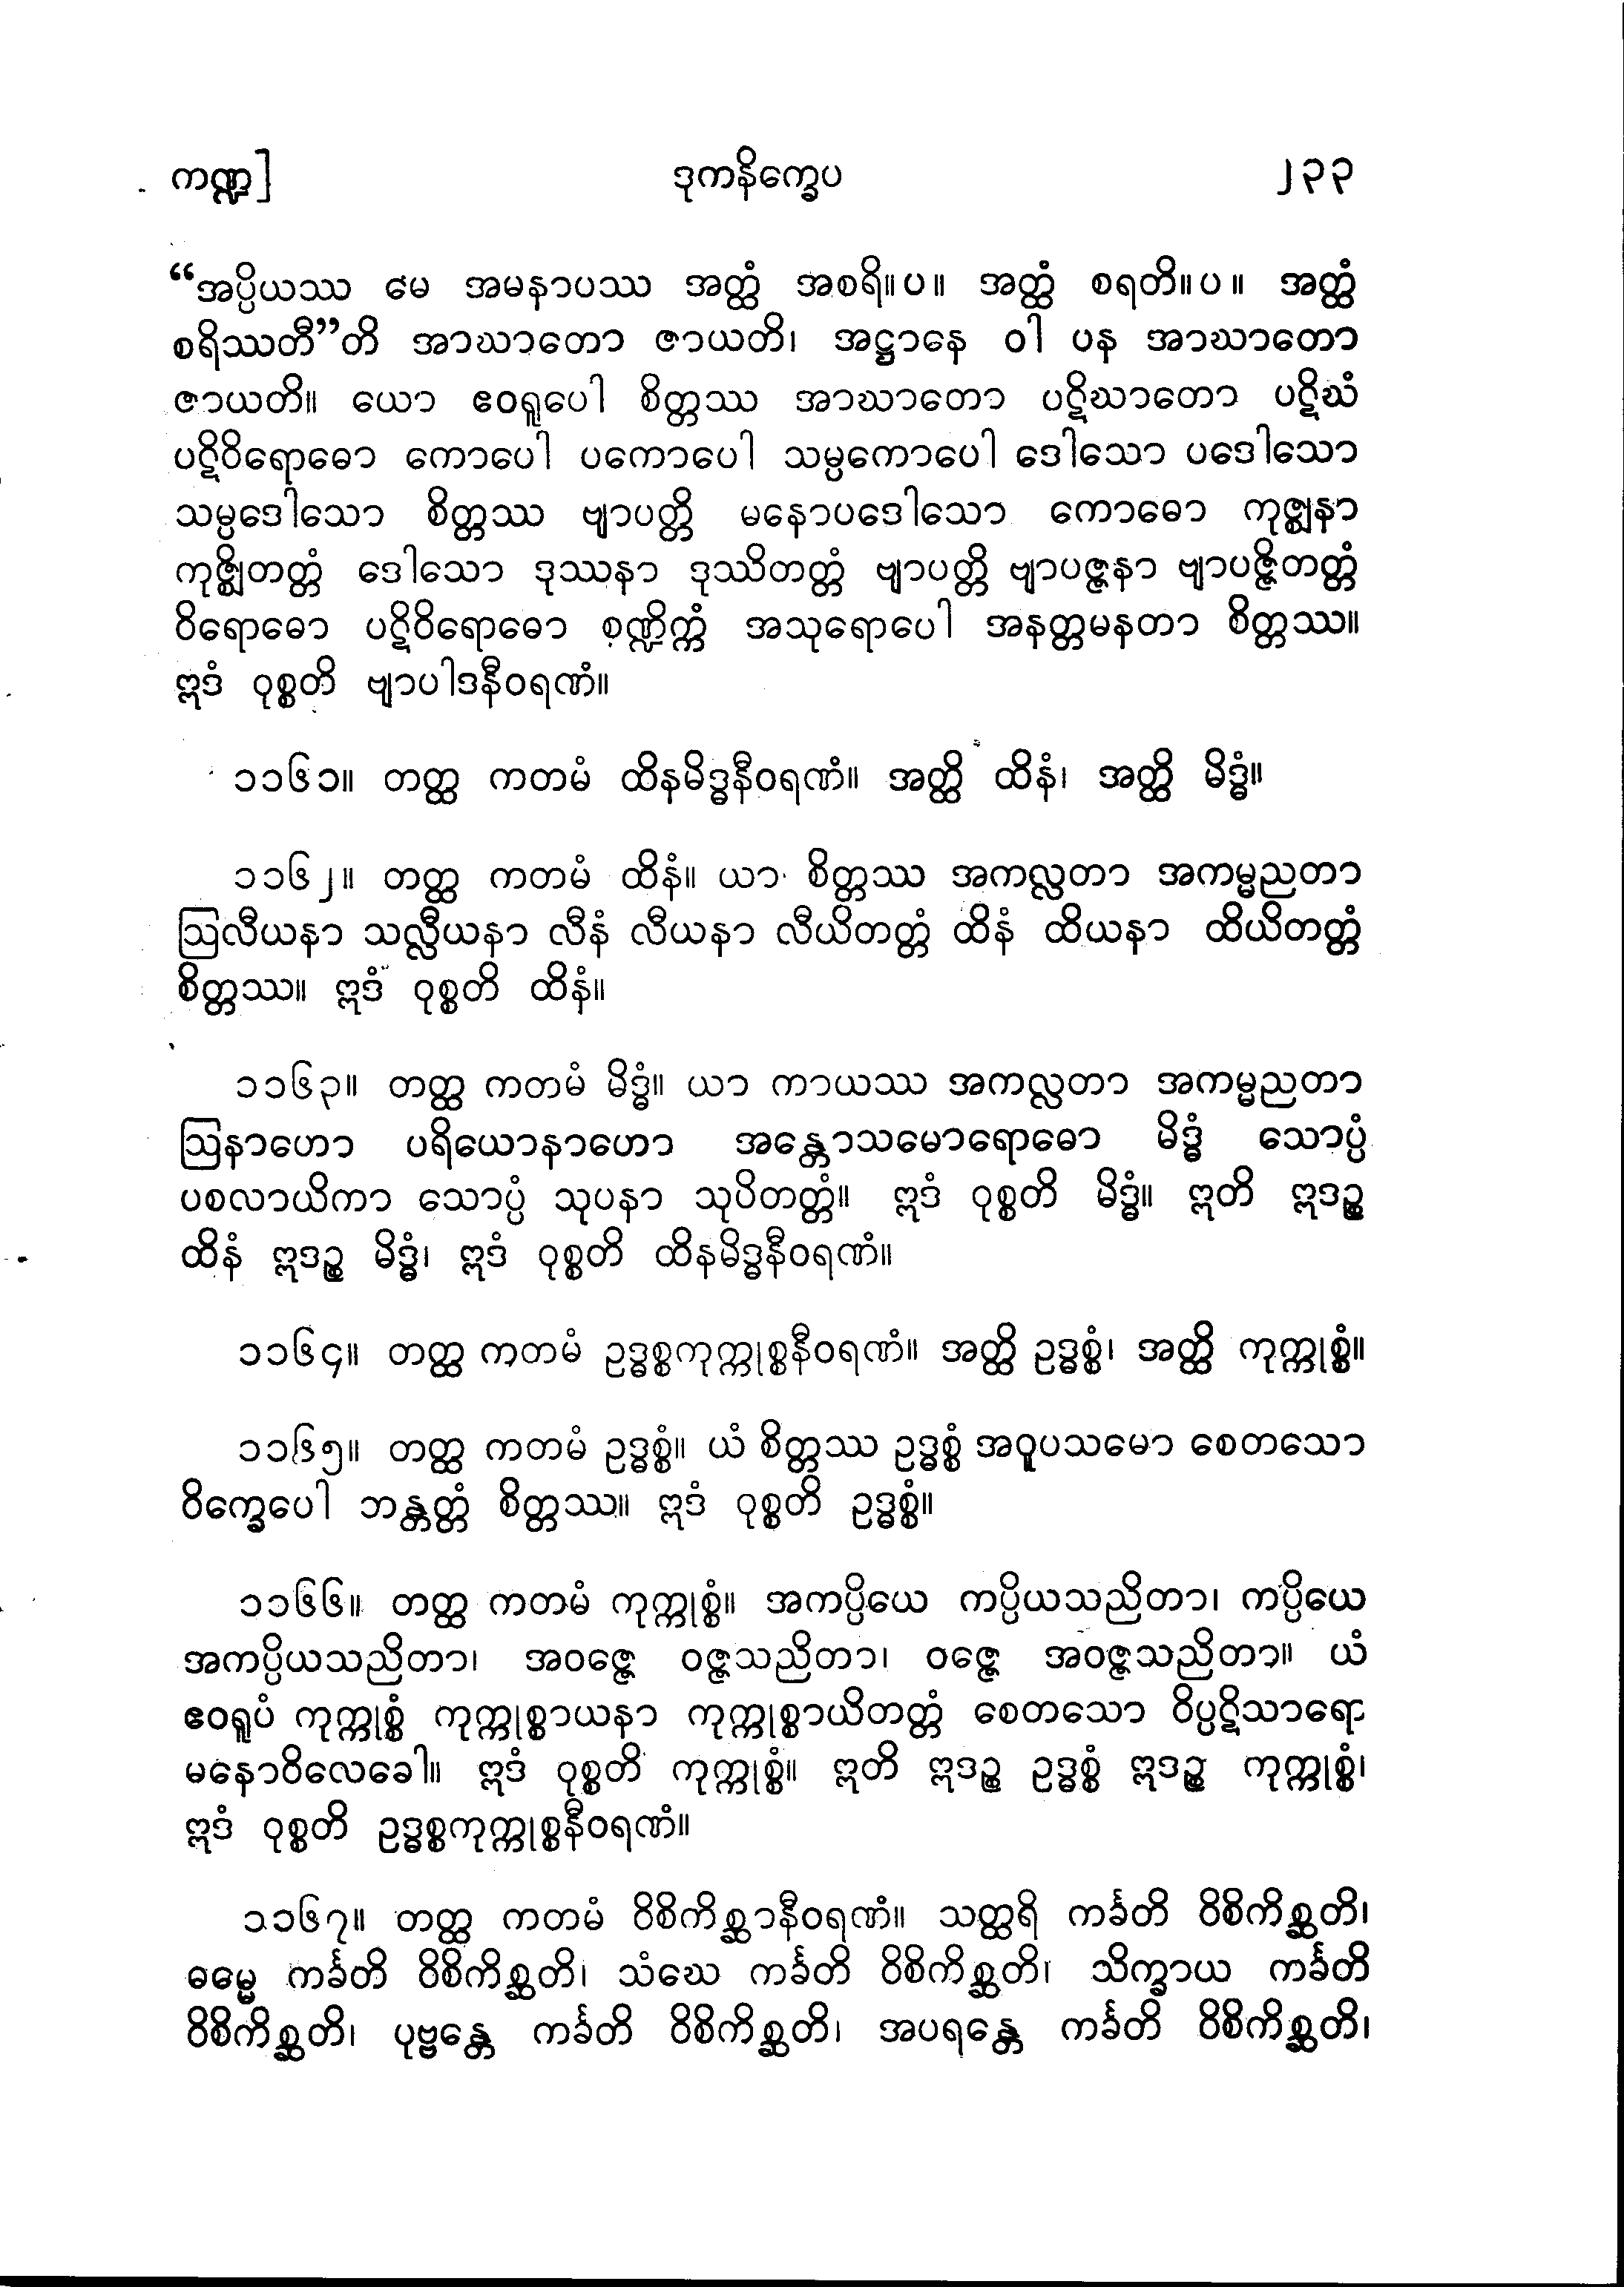 ကဏ္ဍ] ဒုကနိက္ခေပ ၂၃၃
“အပ္ပိယဿ မေ အမနာပဿ အတ္ထံ အစရိ။ပ။ အတ္ထံ စရတိ။ပ။ အတ္ထံ
စရိဿတီ”တိ အာဃာတော ဇာယတိ၊ အဋ္ဌာနေ ဝါ ပန အာဃာတော
ဇာယတိ။ ယော ဧဝရူပေါ စိတ္တဿ အာဃာတော ပဋိဃာတော ပဋိဃံ
ပဋိဝိရောဓော ကောပေါ ပကောပေါ သမ္ပကောပေါ ဒေါသော ပဒေါသော
သမ္ပဒေါသော စိတ္တဿ ဗျာပတ္တိ မနောပဒေါသော ကောဓော ကုဇ္ဈနာ
ကုဇ္ဈိတတ္တံ ဒေါသော ဒုဿနာ ဒုဿိတတ္တံ ဗျာပတ္တိ ဗျာပဇ္ဇနာ ဗျာပဇ္ဇိတတ္တံ
ဝိရောဓော ပဋိဝိရောဓော စဏ္ဍိက္ကံ အသုရောပေါ အနတ္တမနတာ စိတ္တဿ။
ဣဒံ ဝုစ္စတိ ဗျာပါဒနီဝရဏံ။
၁၁၆၁။ တတ္ထ ကတမံ ထိနမိဒ္ဓနီဝရဏံ။ အတ္ထိ ထိနံ၊ အတ္ထိ မိဒ္ဓံ။
၁၁၆၂။ တတ္ထ ကတမံ ထိနံ။ ယာ စိတ္တဿ အကလ္လတာ အကမ္မညတာ
ဩလီယနာ သလ္လီယနာ လီနံ လီယနာ လီယိတတ္တံ ထိနံ ထိယနာ ထိယိတတ္တံ
စိတ္တဿ။ ဣဒံ ဝုစ္စတိ ထိနံ။
၁၁၆၃။ တတ္ထ ကတမံ မိဒ္ဓံ။ ယာ ကာယဿ အကလ္လတာ အကမ္မညတာ
ဩနာဟော ပရိယောနာဟော အန္တောသမောရောဓော မိဒ္ဓံ သောပ္ပံ
ပစလာယိကာ သောပ္ပံ သုပနာ သုပိတတ္တံ။ ဣဒံ ဝုစ္စတိ မိဒ္ဓံ။ ဣတိ ဣဒဉ္စ
ထိနံ ဣဒဉ္စ မိဒ္ဓံ၊ ဣဒံ ဝုစ္စတိ ထိနမိဒ္ဓနီဝရဏံ။
၁၁၆၄။ တတ္ထ ကတမံ ဥဒ္ဓစ္စကုက္ကုစ္စနီဝရဏံ။ အတ္ထိ ဥဒ္ဓစ္စံ၊ အတ္ထိ ကုက္ကုစ္စံ။
၁၁၆၅။ တတ္ထ ကတမံ ဥဒ္ဓစ္စံ။ ယံ စိတ္တဿ ဥဒ္ဓစ္စံ အဝူပသမော စေတသော
ဝိက္ခေပေါ ဘန္တတ္တံ စိတ္တဿ။ ဣဒံ ဝုစ္စတိ ဥဒ္ဓစ္စံ။
၁၁၆၆။ တတ္ထ ကတမံ ကုက္ကုစ္စံ။ အကပ္ပိယေ ကပ္ပိယသညိတာ၊ ကပ္ပိယေ
အကပ္ပိယသညိတာ၊ အဝဇ္ဇေ ဝဇ္ဇသညိတာ၊ ဝဇ္ဇေ အဝဇ္ဇသညိတာ။ ယံ
ဧဝရူပံ ကုက္ကုစ္စံ ကုက္ကုစ္စာယနာ ကုက္ကုစ္စာယိတတ္တံ စေတသော ဝိပ္ပဋိသာရော
မနောဝိလေခေါ။ ဣဒံ ဝုစ္စတိ ကုက္ကုစ္စံ။ ဣတိ ဣဒဉ္စ ဥဒ္ဓစ္စံ ဣဒဉ္စ ကုက္ကုစ္စံ၊
ဣဒံ ဝုစ္စတိ ဥဒ္ဓစ္စကုက္ကုစ္စနီဝရဏံ။
၁၁၆၇။ တတ္ထ ကတမံ ဝိစိကိစ္ဆာနီဝရဏံ။ သတ္ထရိ ကင်္ခတိ ဝိစိကိစ္ဆတိ၊
ဓမ္မေ ကင်္ခတိ ဝိစိကိစ္ဆတိ၊ သံဃေ ကင်္ခတိ ဝိစိကိစ္ဆတိ၊ သိက္ခာယ ကင်္ခတိ
ဝိစိကိစ္ဆတိ၊ ပုဗ္ဗန္တေ ကင်္ခတိ ဝိစိကိစ္ဆတိ၊ အပရန္တေ ကင်္ခတိ ဝိစိကိစ္ဆတိ၊